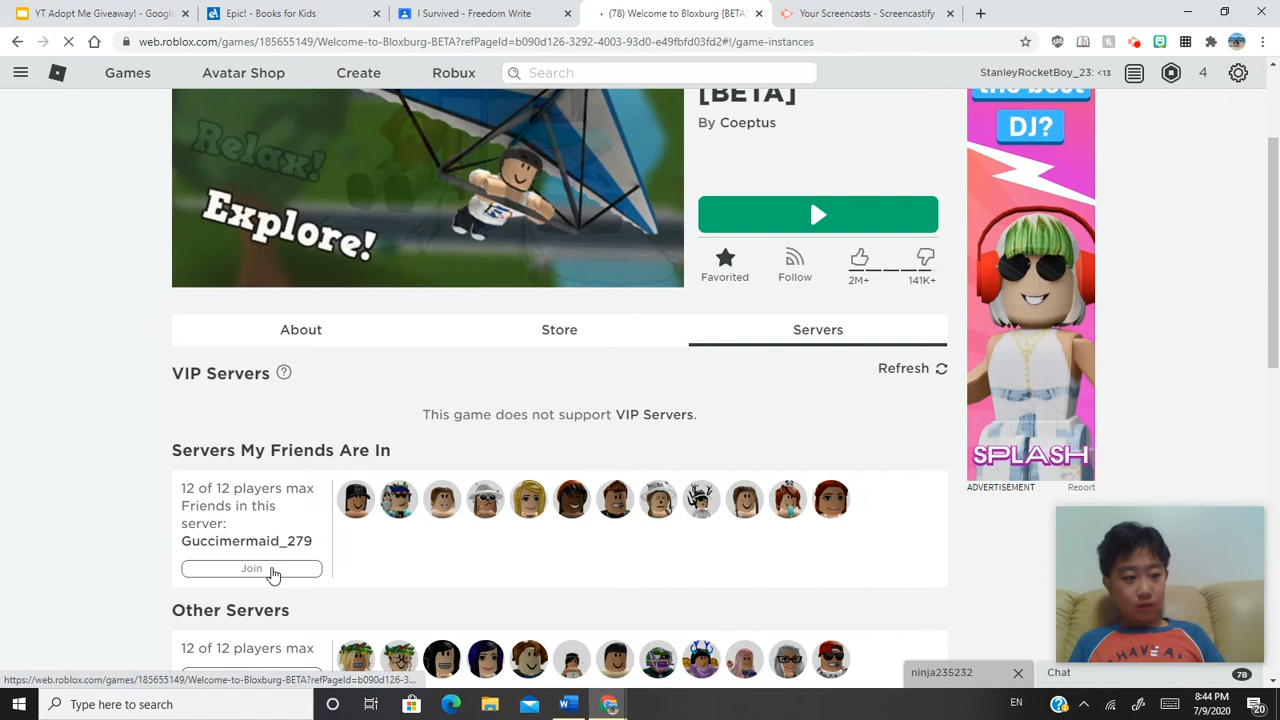 YT Adopt Me Giveaway! - Google
Epic! - Books for Kids
I Survived - Freedom Write
(78) Welcome to Bloxburg [BETA]
Your Screencasts - Screencastify
web.roblox.com/games/185655149/Welcome-to-Bloxburg-BETA?refPageId=b090d126-3292-4003-93d0-e49fbfd03fd2#!/game-instances
Games
Avatar Shop
Create
Robux
Search
StanleyRocketBoy_23: <13
4
[BETA]
By Coeptus
Relax!
Explore!
Favorited
Follow
2M+
141K+
the best
DJ?
SPLASH
ADVERTISEMENT
Report
About
Store
Servers
VIP Servers
Refresh
This game does not support VIP Servers.
Servers My Friends Are In
12 of 12 players max
Friends in this
server:
Guccimermaid_279
Join
Other Servers
12 of 12 players max
I HAVE A
https://web.roblox.com/games/185655149/Welcome-to-Bloxburg-BETA?refPageId=b090d126-3...
ninja235232
Chat
78
Type here to search
EN
8:44 PM
7/9/2020
20